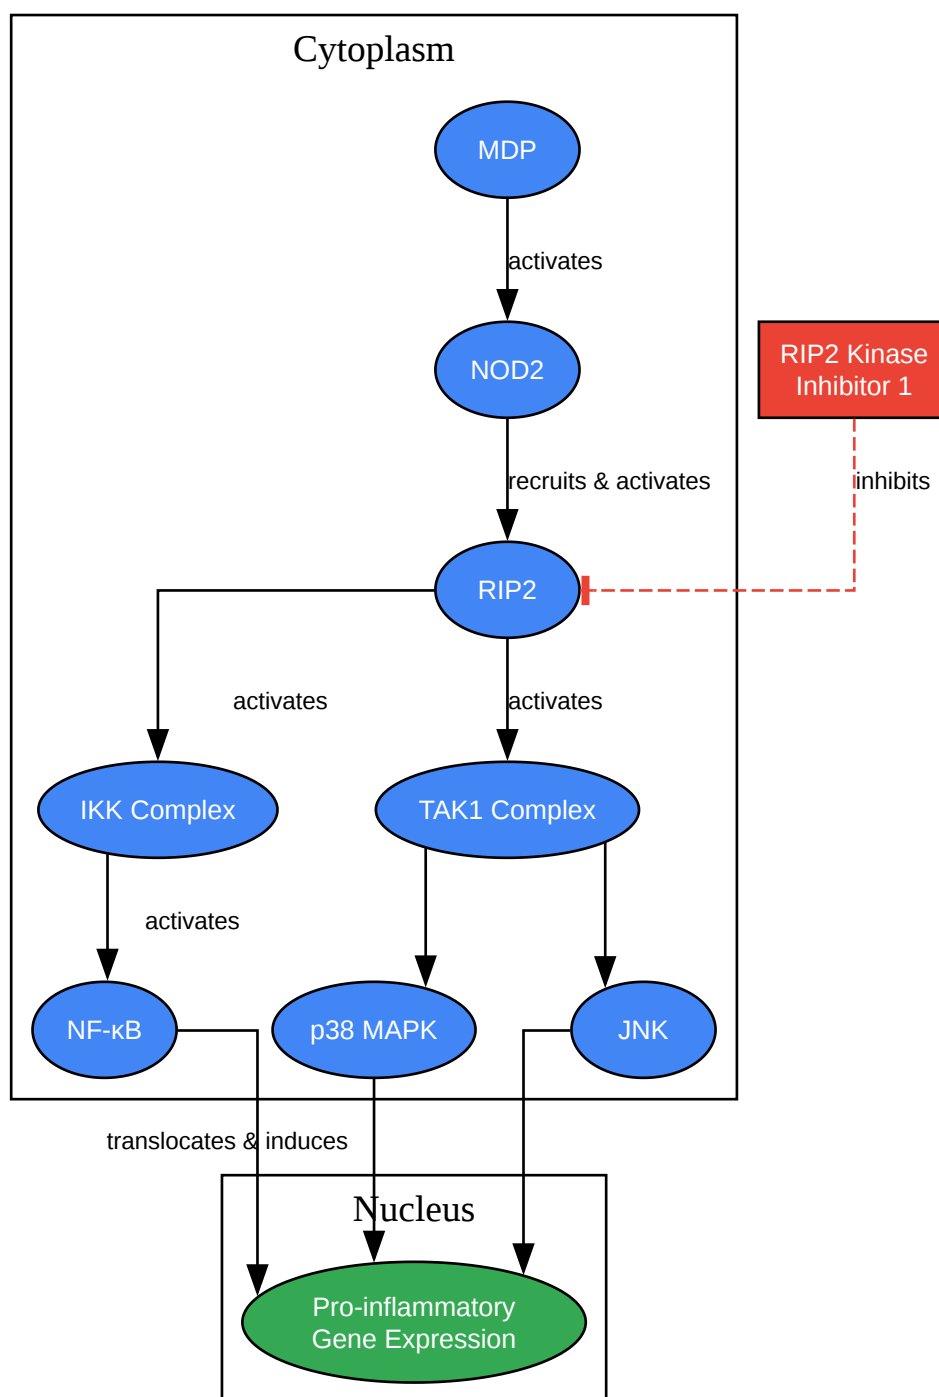 Cytoplasm
MDP
activates
NOD2
RIP2 Kinase
Inhibitor 1
recruits & activates
inhibits
RIP2
activates
activates
IKK Complex
TAK1 Complex
activates
NF-κB
p38 MAPK
JNK
translocates & induces
Nucleus
Pro-inflammatory
Gene Expression